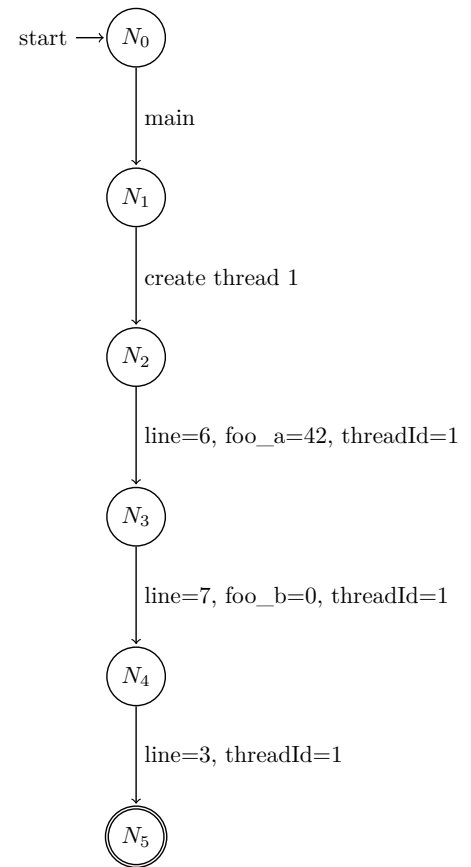 start
N₀
main
N₁
create thread 1
N₂
line=6, foo_a=42, threadId=1
N₃
line=7, foo_b=0, threadId=1
N₄
line=3, threadId=1
N₅